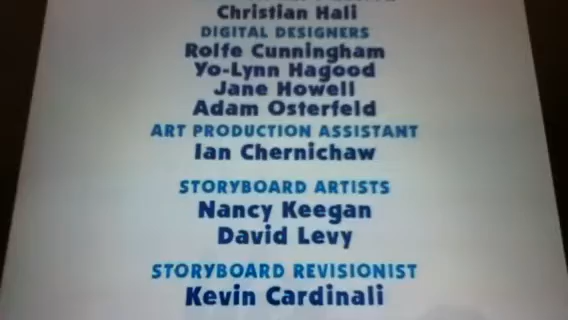 Christian Hali
DIGITAL DESIGNERS
Rolfe Cunningham
Yo-Lynn Hagood
Jane Howell
Adam Osterfeld
ART PRODUCTION ASSISTANT
Ian Chernichaw
STORYBOARD ARTISTS
Nancy Keegan
David Levy
STORYBOARD REVISIONIST
Kevin Cardinali